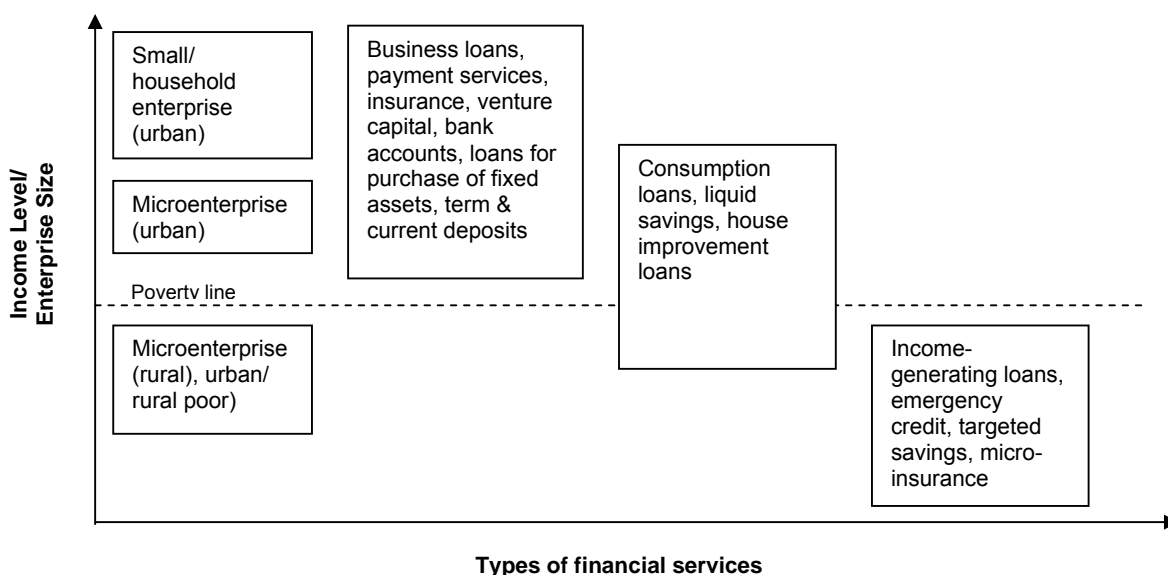 Income Level/
Enterprise Size
Small/
household
enterprise
(urban)
Microenterprise
(urban)
Poverty line
Microenterprise
(rural), urban/
rural poor)
Business loans,
payment services,
insurance, venture
capital, bank
accounts, loans for
purchase of fixed
assets, term &
current deposits
Consumption
loans, liquid
savings, house
improvement
loans
Income-
generating loans,
emergency
credit, targeted
savings, micro-
insurance
Types of financial services